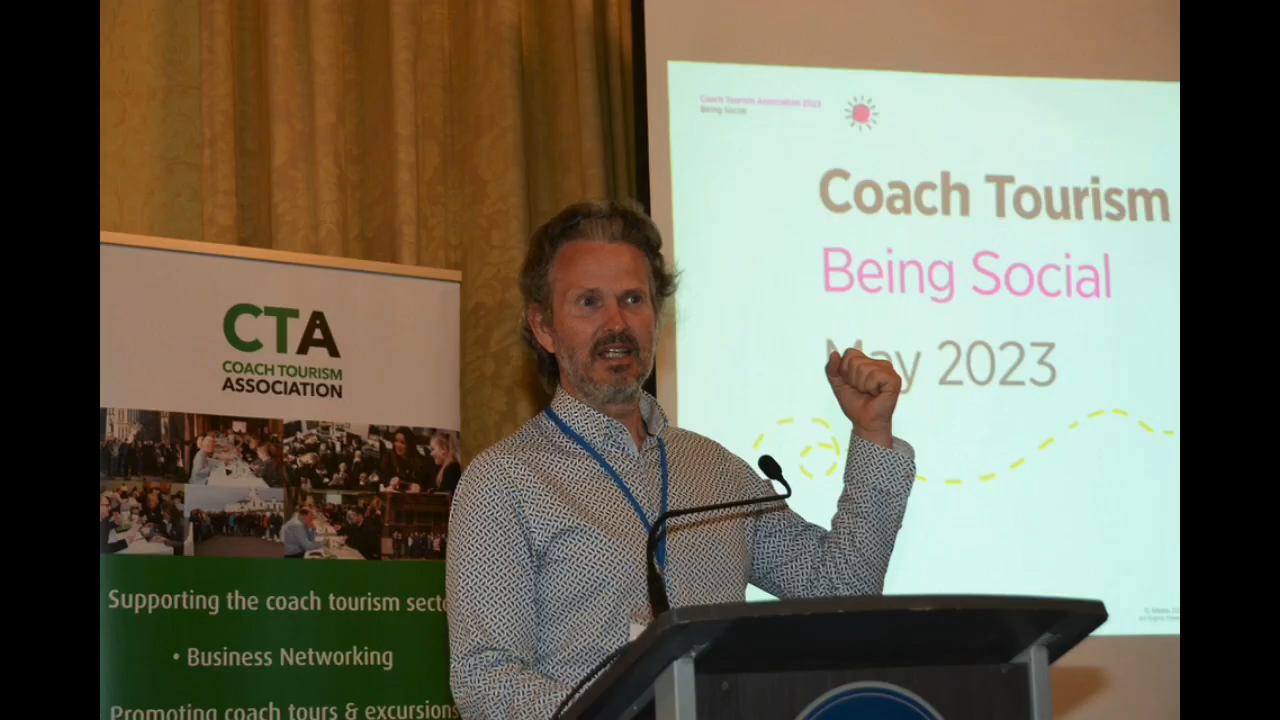 CTA
COACH TOURISM
ASSOCIATION
Supporting the coach tourism
• Business Networking
Promoting coach tours & excursions
Coach Tourism Association 2023
Being Social
Coach Tourism
Being Social
May 2023